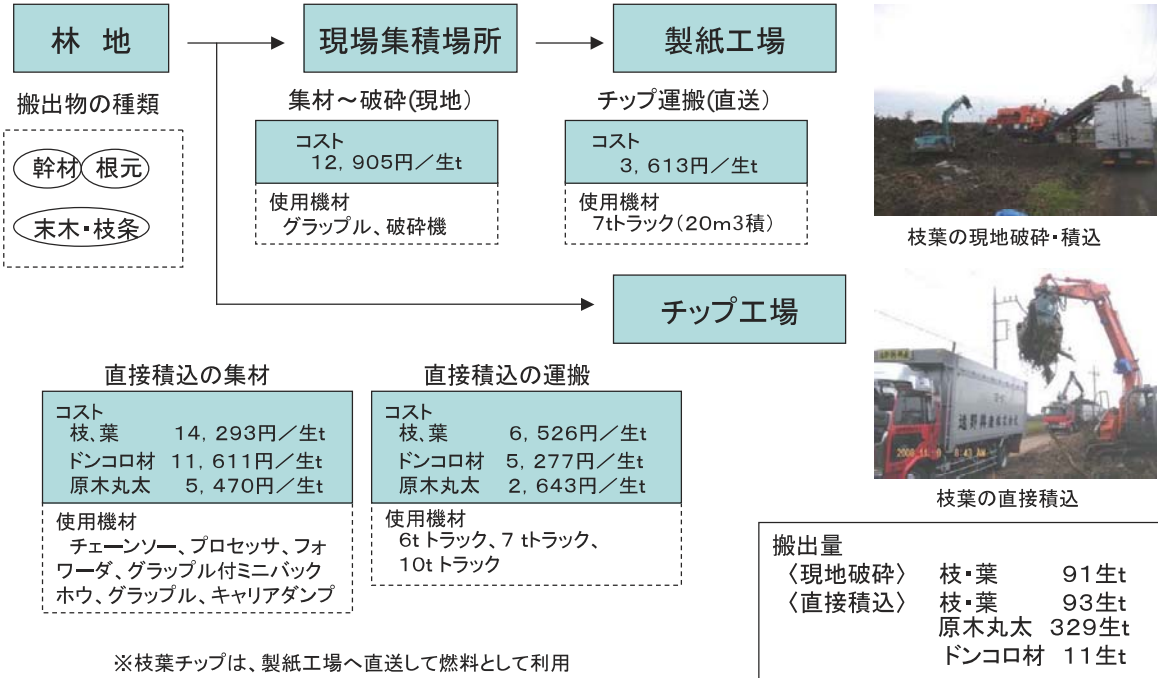 林 地
現場集積場所
製紙工場
搬出物の種類
幹材 根元
末木・枝条
集材～破砕(現地)
コスト
12, 905円／生t
使用機材
グラップル、破砕機
チップ運搬(直送)
コスト
3, 613円／生t
使用機材
7tトラック(20m3積)
枝葉の現地破砕・積込
チップ工場
直接積込の集材
コスト
枝、葉 14, 293円／生t
ドンコロ材 11, 611円／生t
原木丸太 5, 470円／生t
使用機材
チェーンソー、プロセッサ、フォ
ワーダ、グラップル付ミニバック
ホウ、グラップル、キャリアダンプ
直接積込の運搬
コスト
枝、葉 6, 526円／生t
ドンコロ材 5, 277円／生t
原木丸太 2, 643円／生t
使用機材
6t トラック、7 tトラック、
10t トラック
枝葉の直接積込
搬出量
〈現地破砕〉 枝・葉 91生t
〈直接積込〉 枝・葉 93生t
原木丸太 329生t
ドンコロ材 11生t
※枝葉チップは、製紙工場へ直送して燃料として利用